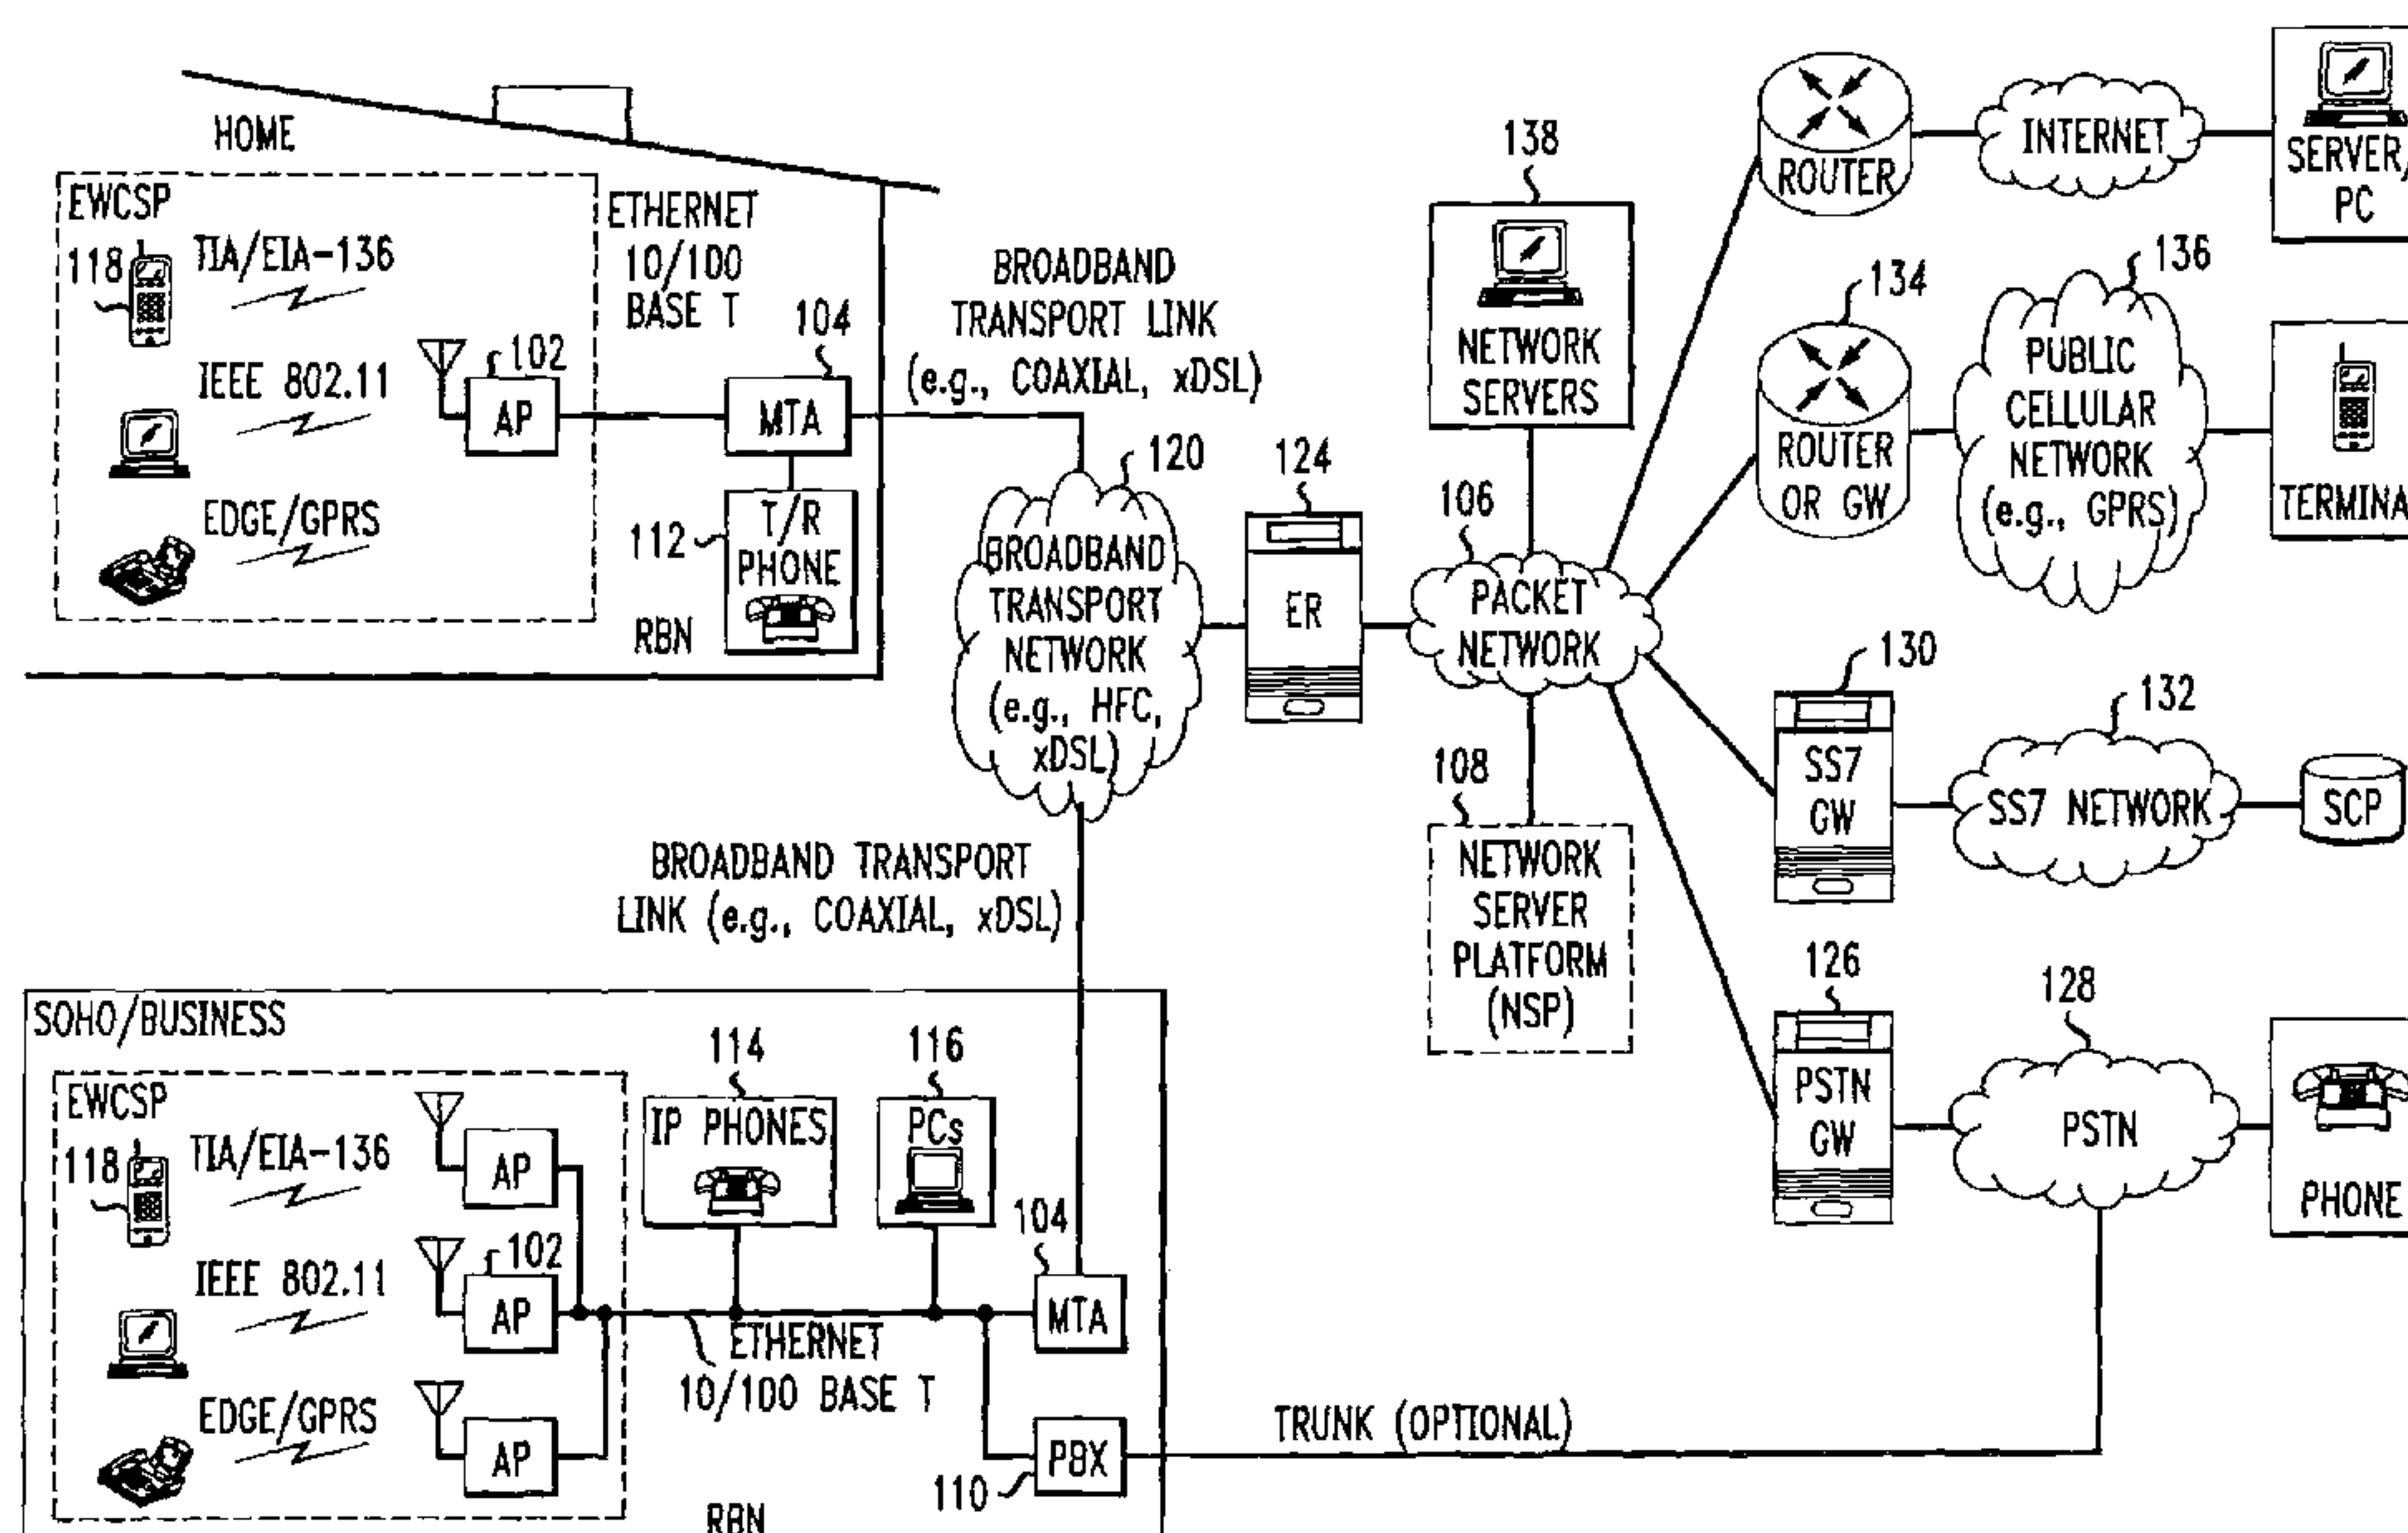 HOME
EWCSP
118
TIA/EIA-136
IEEE 802.11
EDGE/GPRS
102
AP
ETHERNET
10/100
BASE T
104
MTA
112
T/R
PHONE
RBN
BROADBAND
TRANSPORT LINK
(e.g., COAXIAL, xDSL)
120
BROADBAND
TRANSPORT
NETWORK
(e.g., HFC,
xDSL)
124
ER
138
NETWORK
SERVERS
106
PACKET
NETWORK
108
NETWORK
SERVER
PLATFORM
(NSP)
ROUTER
INTERNET
SERVER/
PC
134
ROUTER
OR GW
136
PUBLIC
CELLULAR
NETWORK
(e.g., GPRS)
TERMINA
130
SS7
GW
132
SS7 NETWORK
SCP
126
PSTN
GW
128
PSTN
PHONE
BROADBAND TRANSPORT
LINK (e.g., COAXIAL, xDSL)
SOHO/BUSINESS
EWCSP
118
TIA/EIA-136
IEEE 802.11
EDGE/GPRS
AP
102
AP
AP
114
IP PHONES
116
PCs
104
MTA
ETHERNET
10/100 BASE T
PBX
110
TRUNK (OPTIONAL)
RBN